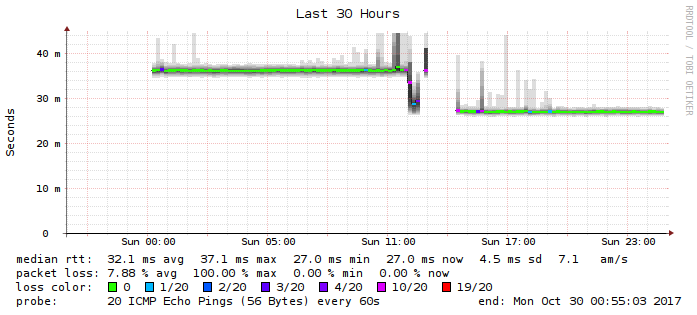 Last 30 Hours
RRDTOOL / TOBI OETIKER
Seconds
40 m
30 m
20 m
10 m
0
Sun 00:00 Sun 05:00 Sun 11:00 Sun 17:00 Sun 23:00
median rtt: 32.1 ms avg 37.1 ms max 27.0 ms min 27.0 ms now 4.5 ms sd 7.1 am/s
packet loss: 7.88 % avg 100.00 % max 0.00 % min 0.00 % now
loss color: 0 1/20 2/20 3/20 4/20 10/20 19/20
probe: 20 ICMP Echo Pings (56 Bytes) every 60s end: Mon Oct 30 00:55:03 2017